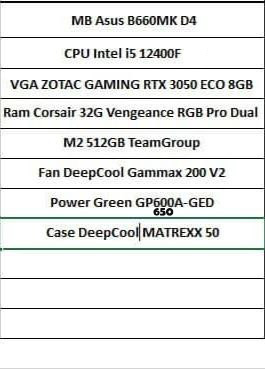 MB Asus B660MK D4
CPU Intel i5 12400F
VGA ZOTAC GAMING RTX 3050 ECO 8GB
Ram Corsair 32G Vengeance RGB Pro Dual
M2 512GB TeamGroup
Fan DeepCool Gammax 200 V2
Power Green GP600A-GED
650
Case DeepCool MATREXX 50